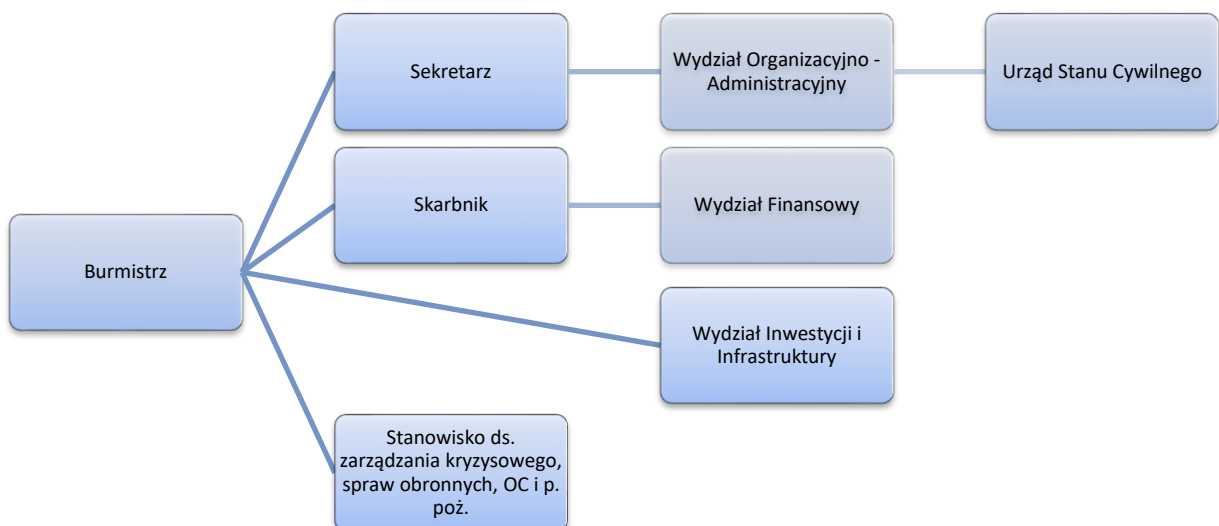 Sekretarz
Wydział Organizacyjno -
Administracyjny
Urząd Stanu Cywilnego
Skarbnik
Wydział Finansowy
Burmistrz
Wydział Inwestycji i
Infrastruktury
Stanowisko ds.
zarządzania kryzysowego,
spraw obronnych, OC i p.
poż.